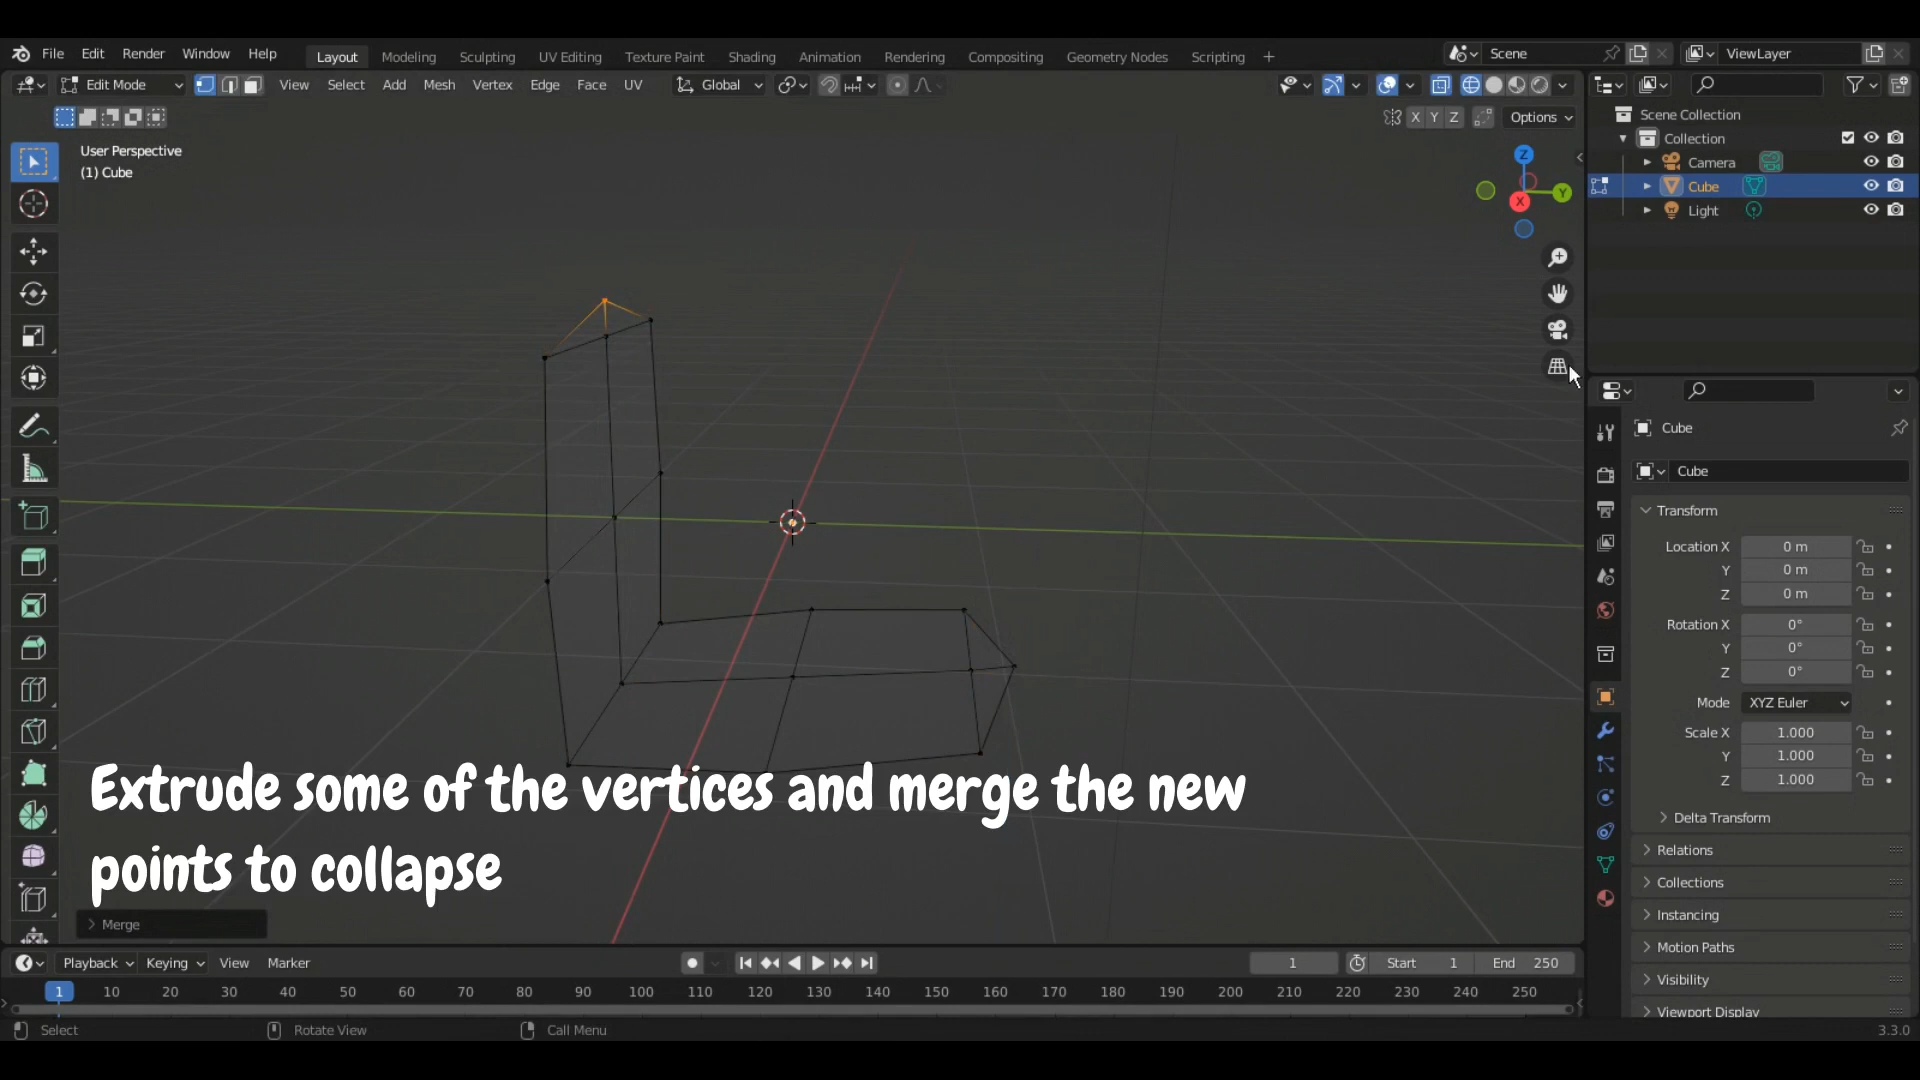 File Edit Render Window Help Layout Modeling Sculpting UV Editing Texture Paint Shading Animation Rendering Compositing Geometry Nodes Scripting + Scene ViewLayer
Edit Mode View Select Add Mesh Vertex Edge Face UV Global
X Y Z Options
User Perspective
(1) Cube
Z
Y
X
Scene Collection
Collection
Camera
Cube
Light
Cube
Cube
Transform
Location X 0 m
Y 0 m
Z 0 m
Rotation X 0°
Y 0°
Z 0°
Mode XYZ Euler
Scale X 1.000
Y 1.000
Z 1.000
Delta Transform
Relations
Collections
Instancing
Motion Paths
Visibility
Viewport Display
Extrude some of the vertices and merge the new
points to collapse
Merge
Playback Keying View Marker 1 Start 1 End 250
1 10 20 30 40 50 60 70 80 90 100 110 120 130 140 150 160 170 180 190 200 210 220 230 240 250
Select Rotate View Call Menu 3.3.0